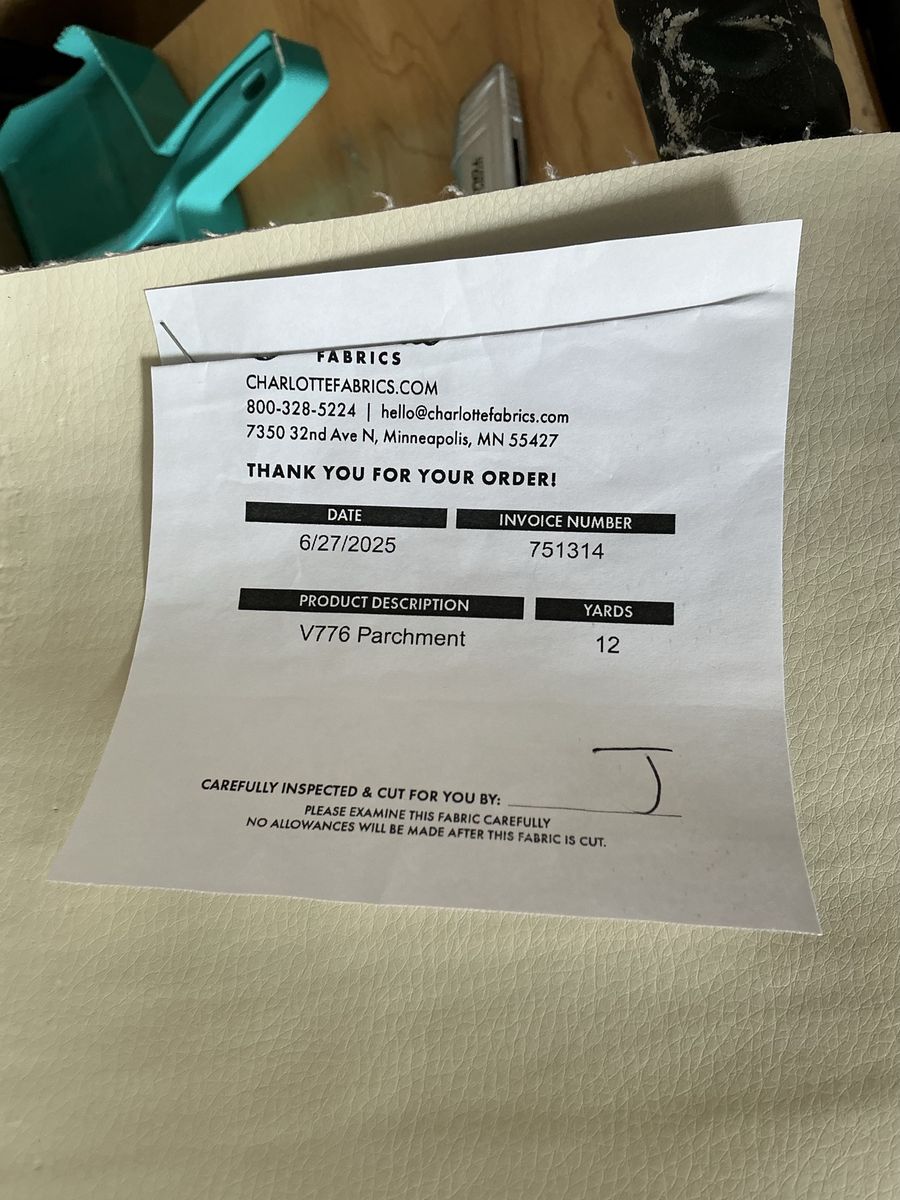 FABRICS
CHARLOTTEFABRICS.COM
800-328-5224 | hello@charlottefabrics.com
7350 32nd Ave N, Minneapolis, MN 55427
THANK YOU FOR YOUR ORDER!
DATE INVOICE NUMBER
6/27/2025 751314
PRODUCT DESCRIPTION YARDS
V776 Parchment 12
CAREFULLY INSPECTED & CUT FOR YOU BY: J
PLEASE EXAMINE THIS FABRIC CAREFULLY
NO ALLOWANCES WILL BE MADE AFTER THIS FABRIC IS CUT.